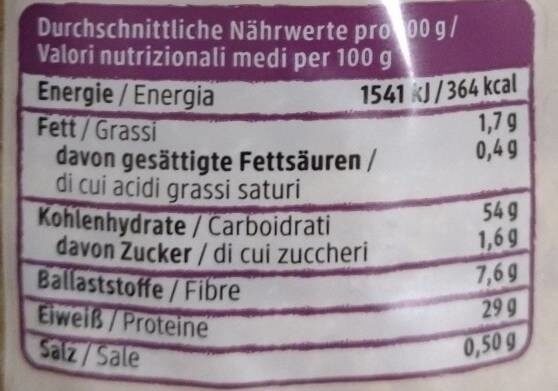 Durchschnittliche Nährwerte pro 00 g /
Valori nutrizionali medi per 100 g
Energie / Energia 1541 kJ / 364 kcal
Fett / Grassi 1,7 g
davon gesättigte Fettsäuren / 0,4 g
di cui acidi grassi saturi
Kohlenhydrate / Carboidrati 54 g
davon Zucker / di cui zuccheri 1,6 g
Ballaststoffe / Fibre 7,6 g
Eiweiß / Proteine 29 g
Salz / Sale 0,50 g